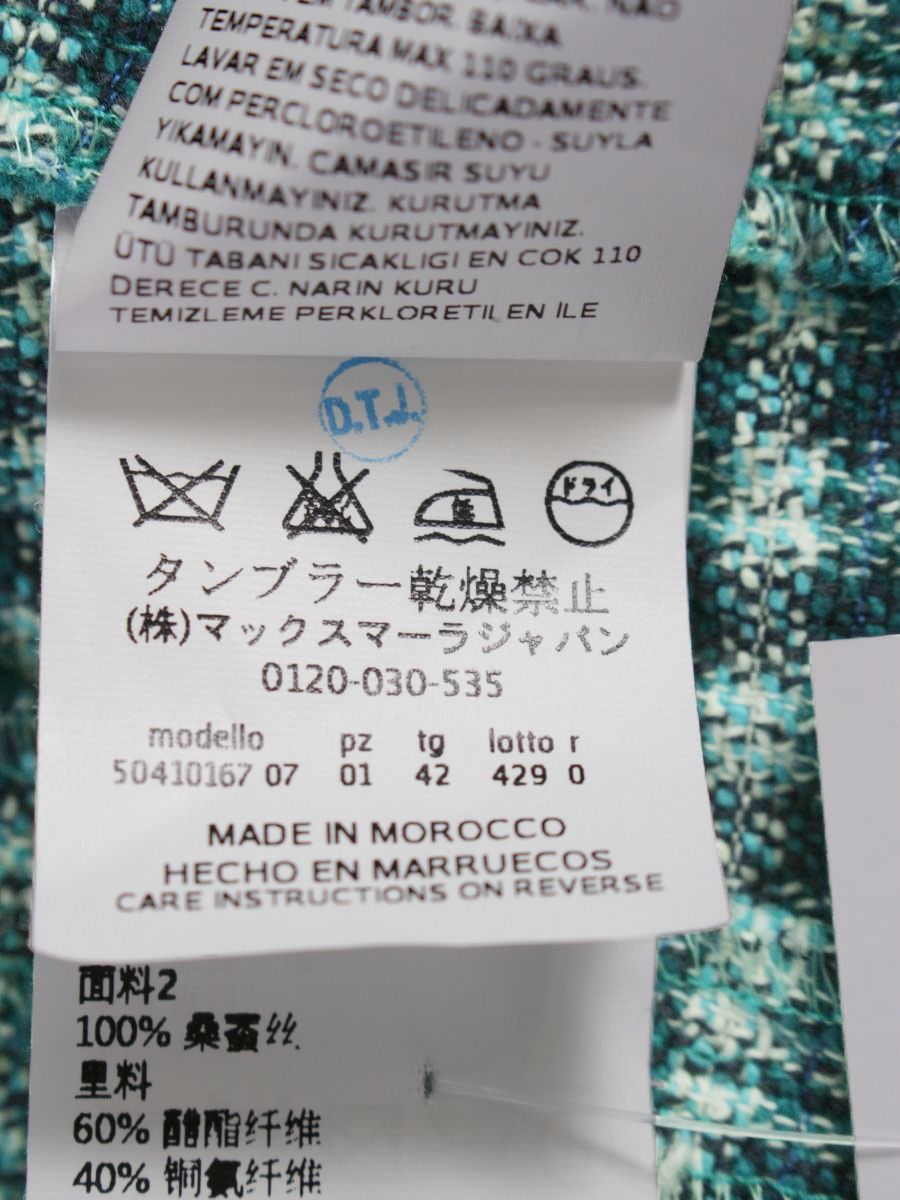 NÃO
TAMBOR. BAIXA
TEMPERATURA MAX 110 GRAUS.
LAVAR EM SECO DELICADAMENTE
COM PERCLOROETILENO - SUYLA
YIKAMAYIN. CAMASIR SUYU
KULLANMAYINIZ. KURUTMA
TAMBURUNDA KURUTMAYINIZ.
ÜTÜ TABANI SICAKLIGI EN COK 110
DERECE C. NARIN KURU
TEMIZLEME PERKLORETILEN ILE
D.T.J.
ドライ
タンブラー乾燥禁止
(株)マックスマーラジャパン
0120-030-535
modello pz tg lotto r
50410167 07 01 42 429 0
MADE IN MOROCCO
HECHO EN MARRUECOS
CARE INSTRUCTIONS ON REVERSE
面料2
100% 桑蚕丝
里料
60% 醋酯纤维
40% 铜氨纤维